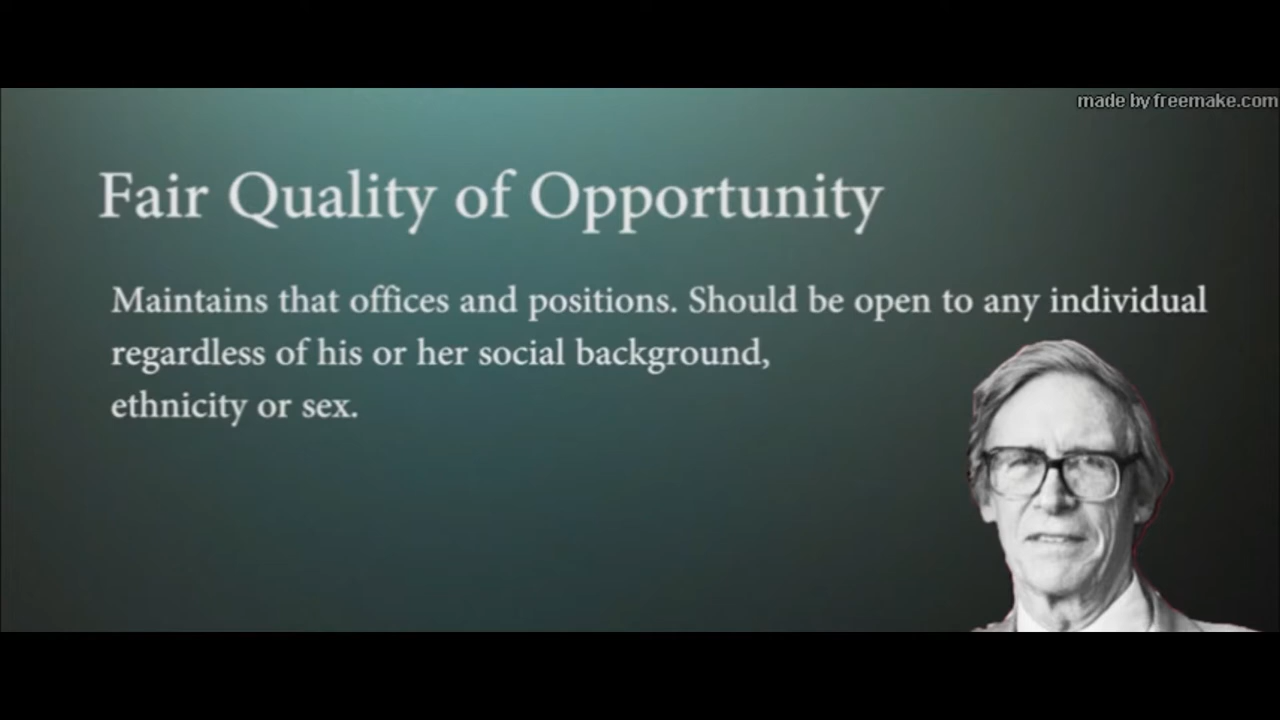 made by freemake.com
Fair Quality of Opportunity
Maintains that offices and positions. Should be open to any individual
regardless of his or her social background,
ethnicity or sex.